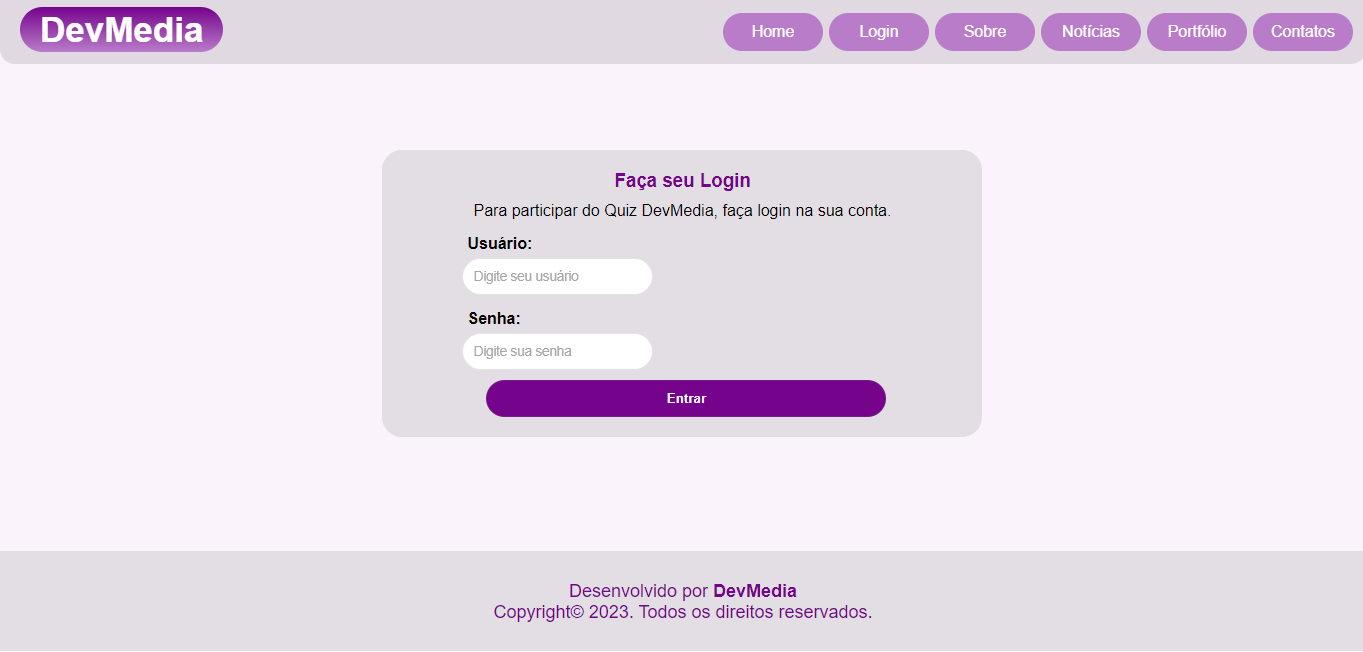 DevMedia
Home Login Sobre Notícias Portfólio Contatos
Faça seu Login
Para participar do Quiz DevMedia, faça login na sua conta.
Usuário:
Digite seu usuário
Senha:
Digite sua senha
Entrar
Desenvolvido por DevMedia
Copyright© 2023. Todos os direitos reservados.